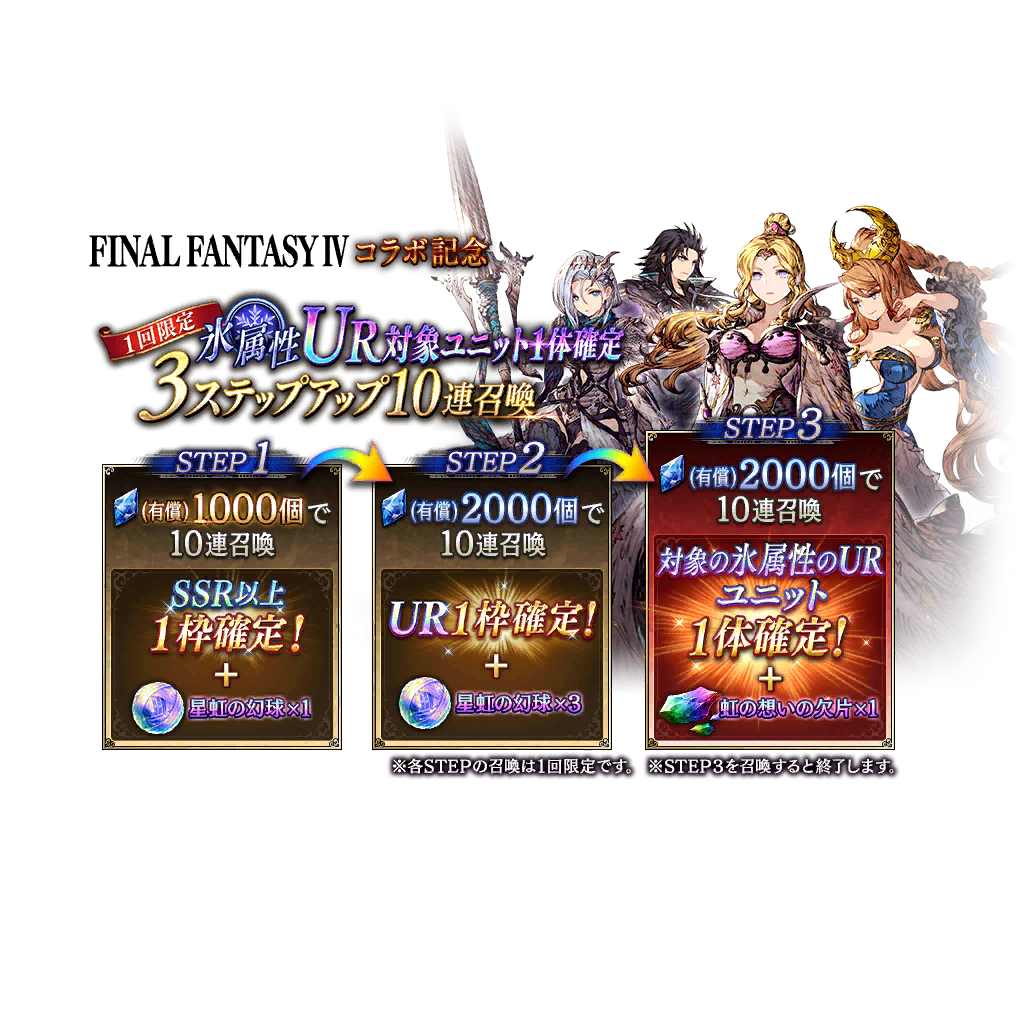 FINAL FANTASY IV コラボ記念
1回限定 氷属性UR対象ユニット1体確定
3ステップアップ10連召喚
STEP 1
(有償)1000個で
10連召喚
SSR以上
1枠確定!
+
星虹の幻球×1
STEP 2
(有償)2000個で
10連召喚
UR1枠確定!
+
星虹の幻球×3
STEP 3
(有償)2000個で
10連召喚
対象の氷属性のUR
ユニット
1体確定!
+
虹の想いの欠片×1
※各STEPの召喚は1回限定です。 ※STEP3を召喚すると終了します。